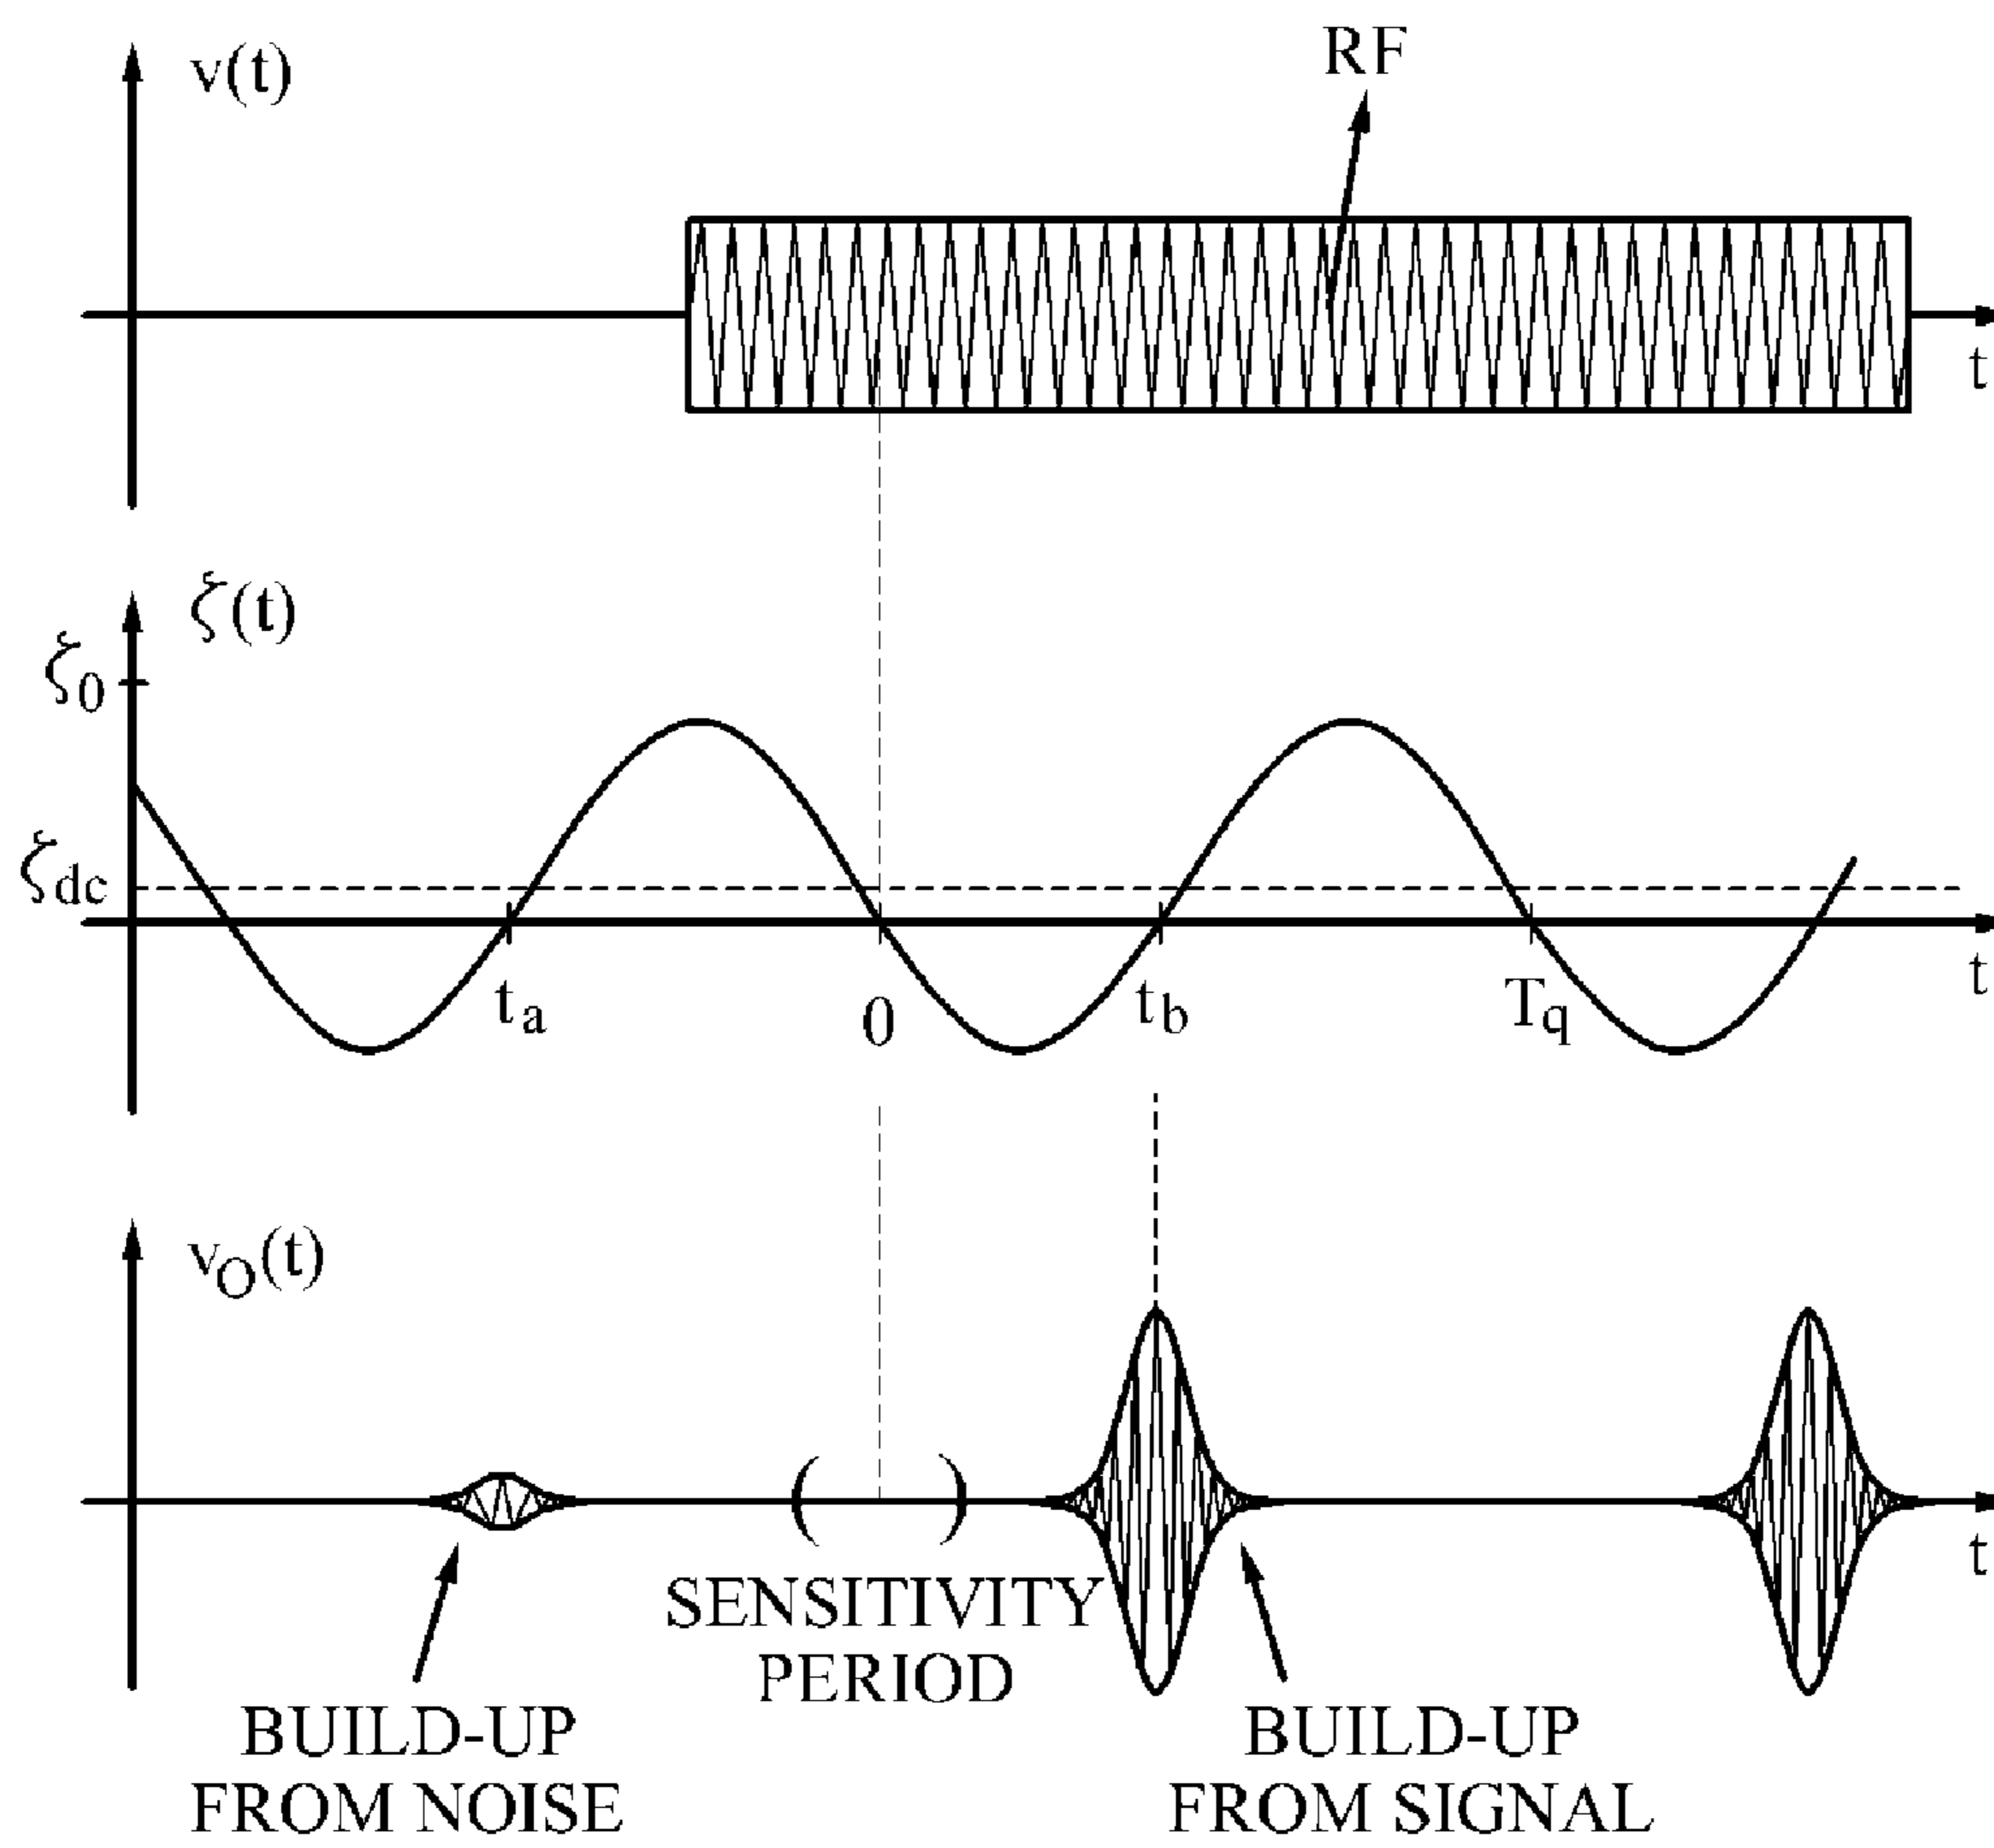 RF
v(t)
t
ζ(t)
ζ0
ζdc
ta
0
tb
Tq
t
vO(t)
t
SENSITIVITY
PERIOD
BUILD-UP
FROM NOISE
BUILD-UP
FROM SIGNAL